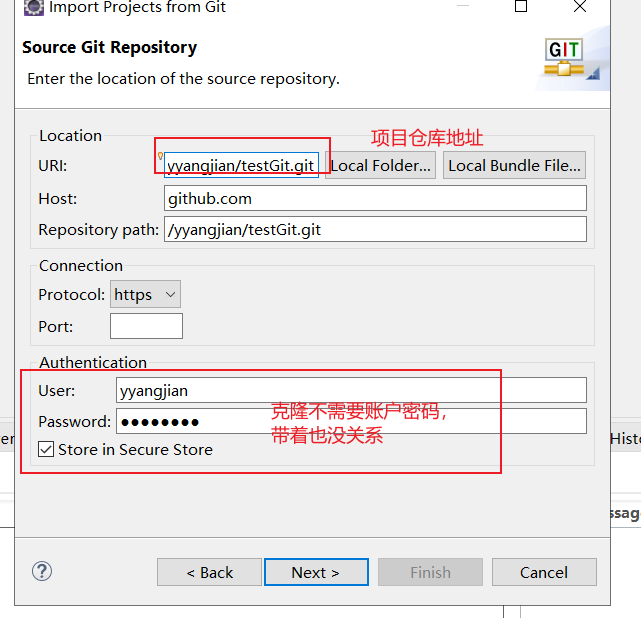 Import Projects from Git
Source Git Repository
Enter the location of the source repository.
GIT
Location
项目仓库地址
URI: yyangjian/testGit.git Local Folder... Local Bundle File...
Host: github.com
Repository path: /yyangjian/testGit.git
Connection
Protocol: https
Port:
Authentication
User: yyangjian
Password: ●●●●●●●●
克隆不需要账户密码，
带着也没关系
Store in Secure Store
Histo
ssag
? < Back Next > Finish Cancel